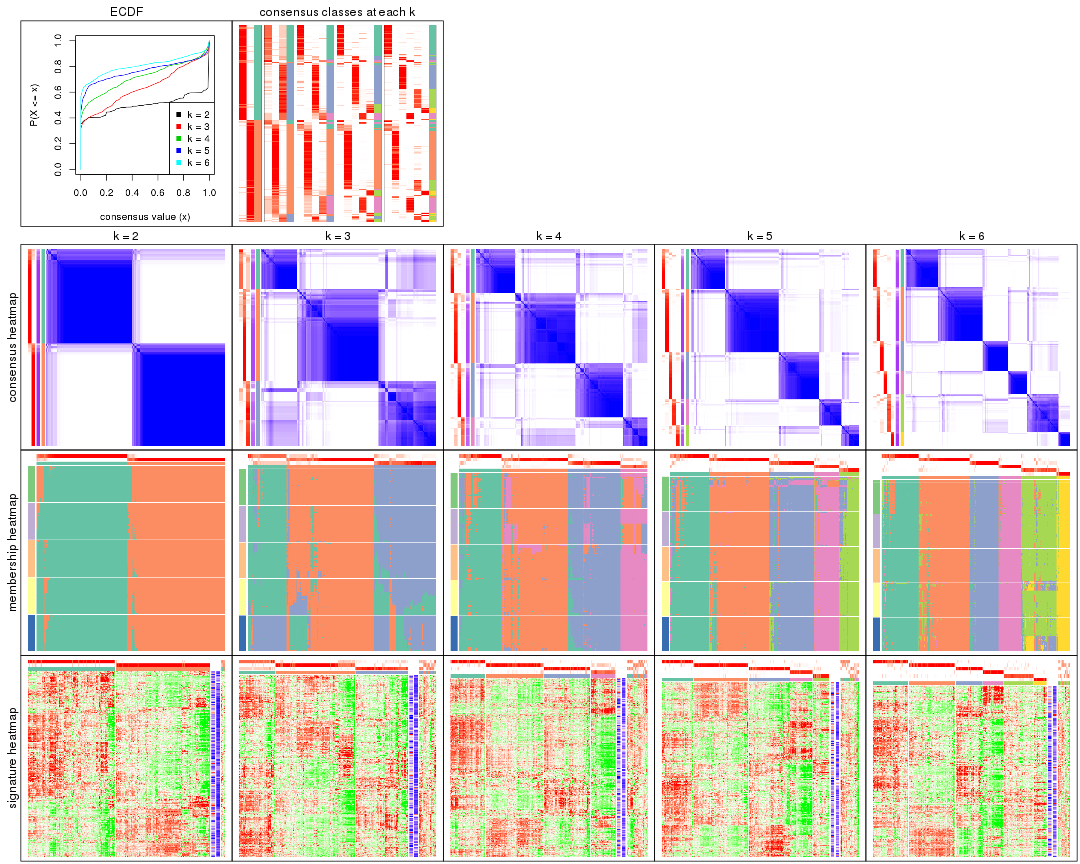 ECDF
consensus classes at each k
P(X <= x)
0.0
0.2
0.4
0.6
0.8
1.0
k = 2
k = 3
k = 4
k = 5
k = 6
0.0 0.2 0.4 0.6 0.8 1.0
consensus value (x)
k = 2
k = 3
k = 4
k = 5
k = 6
consensus heatmap
membership heatmap
signature heatmap